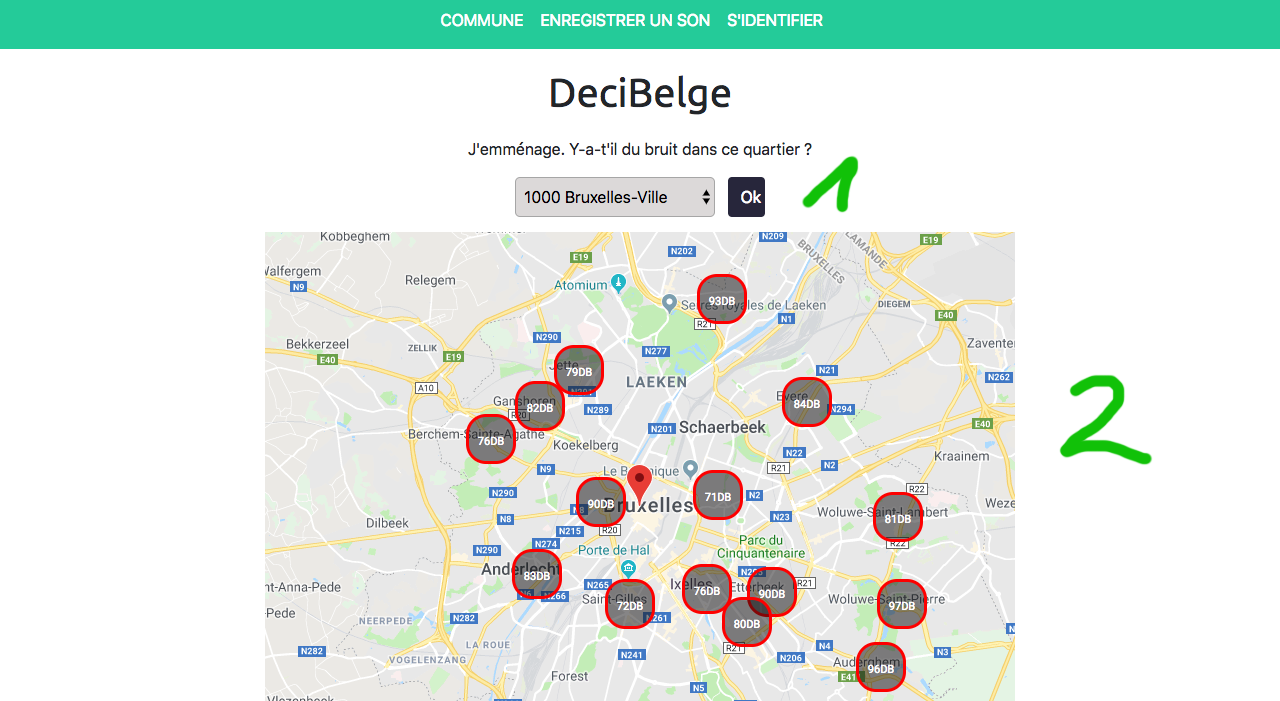 COMMUNE ENREGISTRER UN SON S'IDENTIFIER
DeciBelge
J'emménage. Y-a-t'il du bruit dans ce quartier ?
1000 Bruxelles-Ville Ok
1
2
Kobbeghem
N209
E19
BRUXELLES
LAMANDE
N202
E19
Walfergem
N9
Relegem
Atomium
93DB
Serres royales de Laeken
DIEGEM
R21
N1
E40
N290
Bekkerzeel
ZELLIK
E19
E40
N277
Zaventem
79DB
N21
N262
A10
LAEKEN
Ganshoren
82DB
R20
N289
Evere
84DB
N294
N201
Schaerbeek
E40
Berchem-Sainte-Agathe
76DB
Koekelberg
N22
N2
Kraainem
N9
R21
N290
90DB
Bruxelles
71DB
N2
R22
N8
N8
N23
Woluwe-Saint-Lambert
81DB
Dilbeek
N215
R20
N274
N290
Porte de Hal
Parc du
Cinquantenaire
R22
Anderlecht
83DB
N265
N266
Ixelles
76DB
Etterbeek
90DB
R21
Saint-Gilles
72DB
N261
80DB
Woluwe-Saint-Pierre
97DB
nt-Anna-Pede
-Pede
NEERPEDE
N282
LA ROUE
R21
N282
VOGELENZANG
N241
N206
N4
N3
Auderghem
96DB
E411
Forest
N5
Vlezenbeek